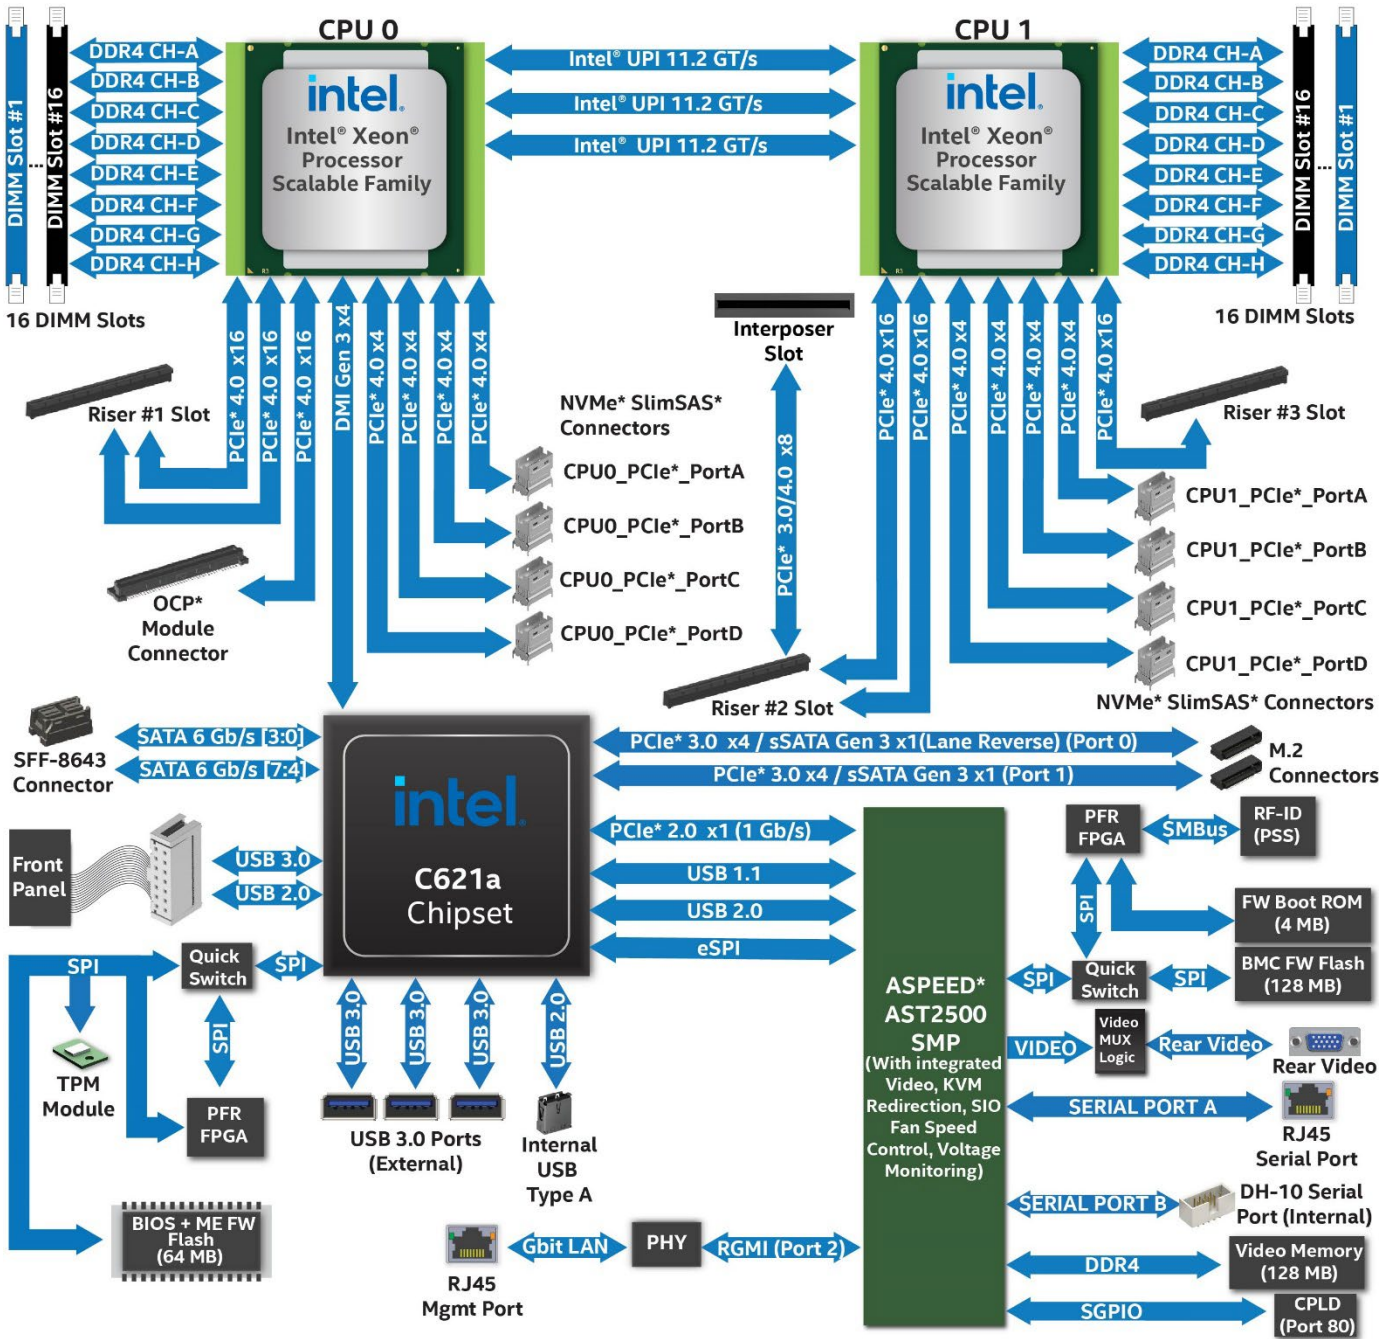 CPU 0
CPU 1
DIMM Slot #1
...
DIMM Slot #16
DDR4 CH-A
DDR4 CH-B
DDR4 CH-C
DDR4 CH-D
DDR4 CH-E
DDR4 CH-F
DDR4 CH-G
DDR4 CH-H
16 DIMM Slots
intel.
Intel® Xeon®
Processor
Scalable Family
R3
Intel® UPI 11.2 GT/s
Intel® UPI 11.2 GT/s
Intel® UPI 11.2 GT/s
intel.
Intel® Xeon®
Processor
Scalable Family
R3
DDR4 CH-A
DDR4 CH-B
DDR4 CH-C
DDR4 CH-D
DDR4 CH-E
DDR4 CH-F
DDR4 CH-G
DDR4 CH-H
DIMM Slot #16
...
DIMM Slot #1
16 DIMM Slots
PCIe* 4.0 x16
PCIe* 4.0 x16
PCIe* 4.0 x16
DMI Gen 3 x4
PCIe* 4.0 x4
PCIe* 4.0 x4
PCIe* 4.0 x4
PCIe* 4.0 x4
Riser #1 Slot
OCP*
Module
Connector
NVMe* SlimSAS*
Connectors
CPU0_PCIe*_PortA
CPU0_PCIe*_PortB
CPU0_PCIe*_PortC
CPU0_PCIe*_PortD
Interposer
Slot
PCIe* 3.0/4.0 x8
Riser #2 Slot
PCIe* 4.0 x16
PCIe* 4.0 x16
PCIe* 4.0 x4
PCIe* 4.0 x4
PCIe* 4.0 x4
PCIe* 4.0 x4
PCIe* 4.0 x16
Riser #3 Slot
CPU1_PCIe*_PortA
CPU1_PCIe*_PortB
CPU1_PCIe*_PortC
CPU1_PCIe*_PortD
NVMe* SlimSAS* Connectors
SFF-8643
Connector
SATA 6 Gb/s [3:0]
SATA 6 Gb/s [7:4]
intel.
C621a
Chipset
PCIe* 3.0 x4 / sSATA Gen 3 x1(Lane Reverse) (Port 0)
PCIe* 3.0 x4 / sSATA Gen 3 x1 (Port 1)
M.2
Connectors
Front
Panel
USB 3.0
USB 2.0
PCIe* 2.0 x1 (1 Gb/s)
USB 1.1
USB 2.0
eSPI
SPI
Quick
Switch
SPI
SPI
TPM
Module
PFR
FPGA
BIOS + ME FW
Flash
(64 MB)
USB 3.0
USB 3.0
USB 3.0
USB 2.0
USB 3.0 Ports
(External)
Internal
USB
Type A
RJ45
Mgmt Port
Gbit LAN
PHY
RGMI (Port 2)
ASPEED*
AST2500
SMP
(With integrated
Video, KVM
Redirection, SIO
Fan Speed
Control, Voltage
Monitoring)
PFR
FPGA
SMBus
RF-ID
(PSS)
SPI
FW Boot ROM
(4 MB)
SPI
Quick
Switch
SPI
BMC FW Flash
(128 MB)
VIDEO
Video
MUX
Logic
Rear Video
Rear Video
SERIAL PORT A
RJ45
Serial Port
SERIAL PORT B
DH-10 Serial
Port (Internal)
DDR4
Video Memory
(128 MB)
SGPIO
CPLD
(Port 80)